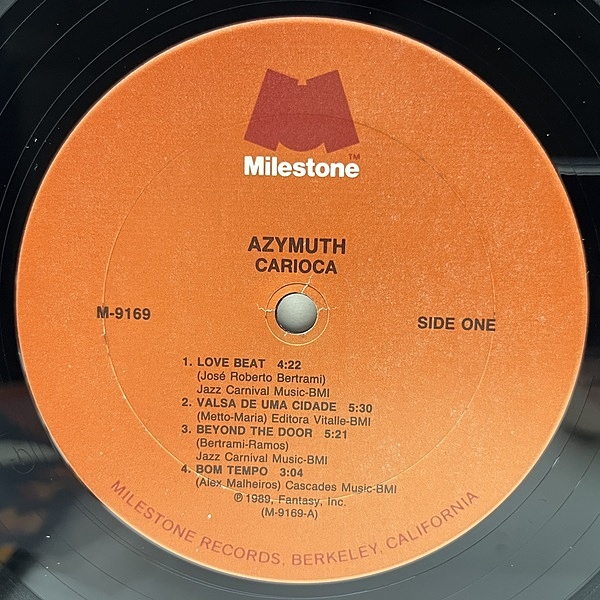 Milestone™
AZYMUTH
CARIOCA
M-9169
SIDE ONE
1. LOVE BEAT 4:22
(José Roberto Bertrami)
Jazz Carnival Music-BMI
2. VALSA DE UMA CIDADE 5:30
(Metto-Maria) Editora Vitalle-BMI
3. BEYOND THE DOOR 5:21
(Bertrami-Ramos)
Jazz Carnival Music-BMI
4. BOM TEMPO 3:04
(Alex Malheiros) Cascades Music-BMI
℗ 1989, Fantasy, Inc.
(M-9169-A)
MILESTONE RECORDS, BERKELEY, CALIFORNIA